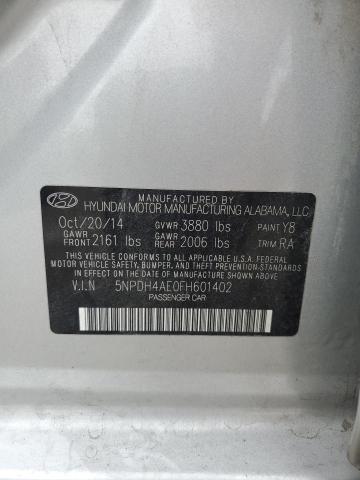 MANUFACTURED BY
HYUNDAI MOTOR MANUFACTURING ALABAMA, LLC
Oct/20/14 GVWR 3880 lbs PAINT Y8
GAWR FRONT 2161 lbs GAWR REAR 2006 lbs TRIM RA
THIS VEHICLE CONFORMS TO ALL APPLICABLE U.S.A. FEDERAL
MOTOR VEHICLE SAFETY, BUMPER, AND THEFT PREVENTION
STANDARDS IN EFFECT ON THE DATE OF MANUFACTURE SHOWN ABOVE.
V.I.N 5NPDH4AE0FH601402
PASSENGER CAR